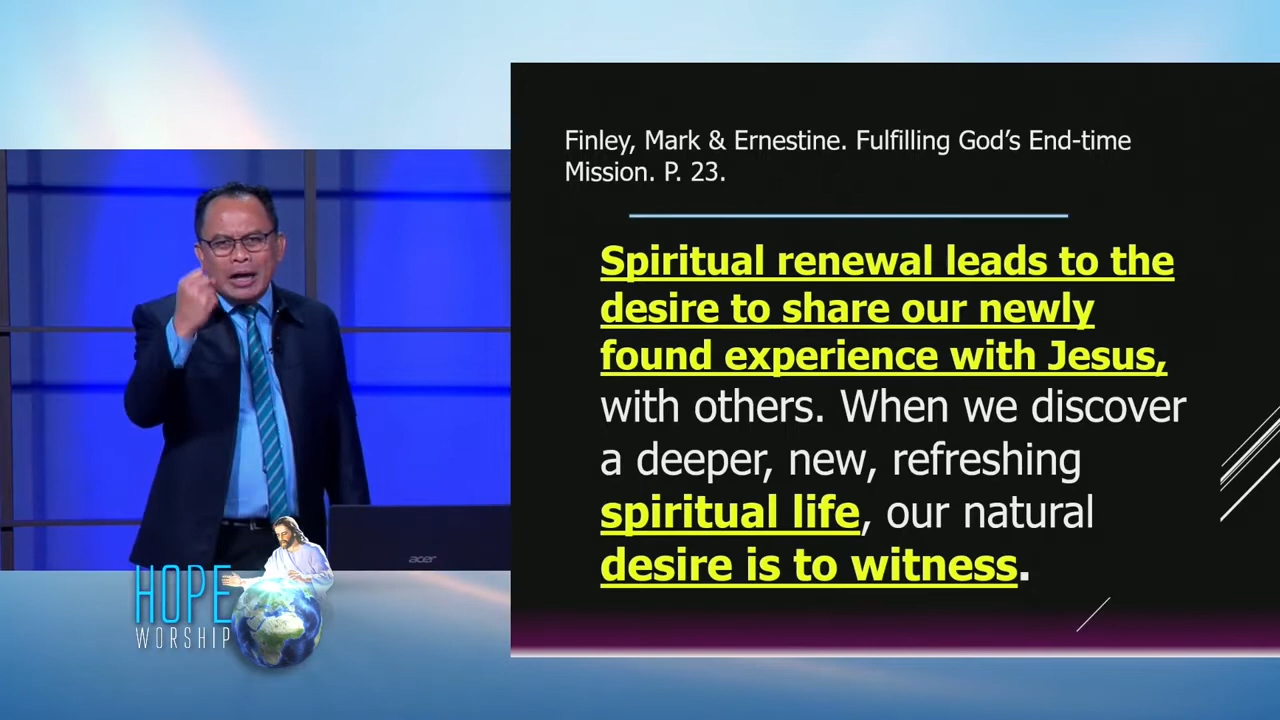 Finley, Mark & Ernestine. Fulfilling God's End-time
Mission. P. 23.
Spiritual renewal leads to the
desire to share our newly
found experience with Jesus,
with others. When we discover
a deeper, new, refreshing
spiritual life, our natural
desire is to witness.
acer
HOPE
WORSHIP